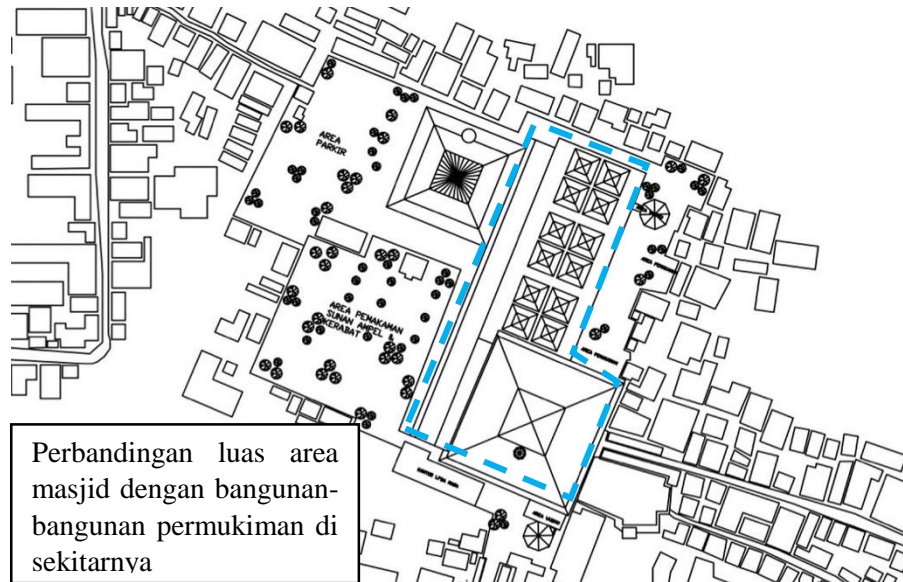 AREA
PARKIR
AREA PEMAKAMAN
SUNAN AMPEL &
KERABAT
Perbandingan luas area
masjid dengan bangunan-
bangunan permukiman di
sekitarnya